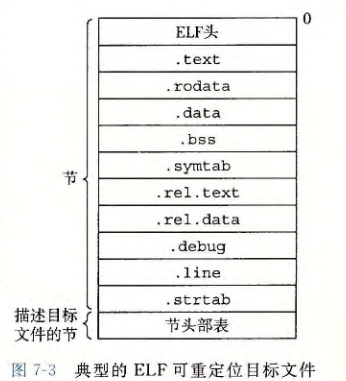 0
ELF头
.text
.rodata
.data
.bss
.symtab
节
.rel.text
.rel.data
.debug
.line
.strtab
描述目标
文件的节
节头部表
图 7-3 典型的 ELF 可重定位目标文件